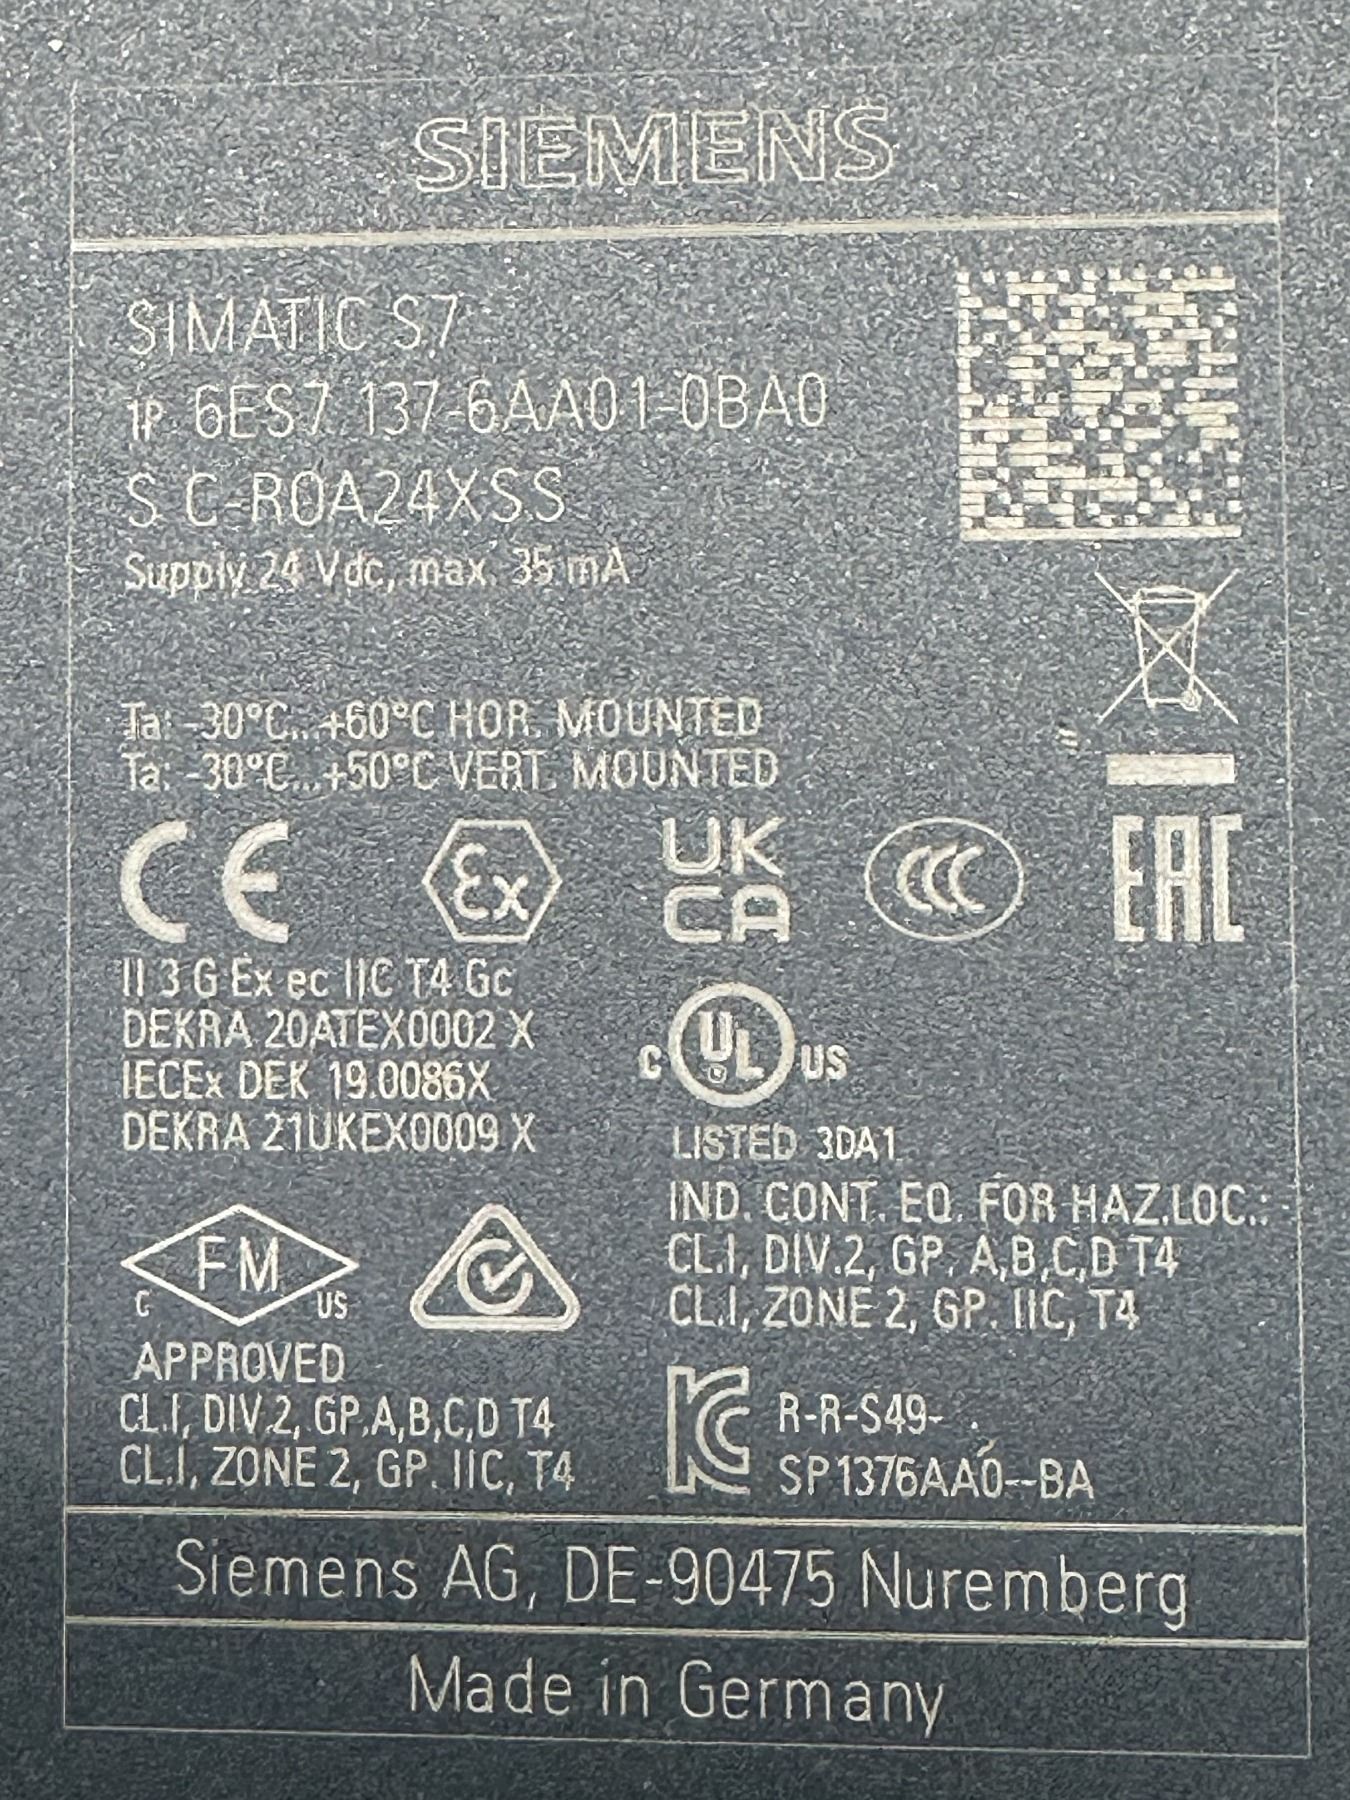 SIEMENS
SIMATIC S7
1P 6ES7 137-6AA01-0BA0
S C-R0A24XSS
Supply 24 Vdc, max. 35 mA
Ta: -30°C...+60°C HOR. MOUNTED
Ta: -30°C...+50°C VERT. MOUNTED
CE Ex UK CA CCC EAC
II 3 G Ex ec IIC T4 Gc
DEKRA 20ATEX0002 X
IECEx DEK 19.0086X
DEKRA 21UKEX0009 X
C UL US
LISTED 3DA1
IND. CONT. EQ. FOR HAZ.LOC.:
CL.I, DIV.2, GP. A,B,C,D T4
CL.I, ZONE 2, GP. IIC, T4
C FM US
APPROVED
CL.I, DIV.2, GP.A,B,C,D T4
CL.I, ZONE 2, GP. IIC, T4
KC R-R-S49-
SP1376AA0--BA
Siemens AG, DE-90475 Nuremberg
Made in Germany